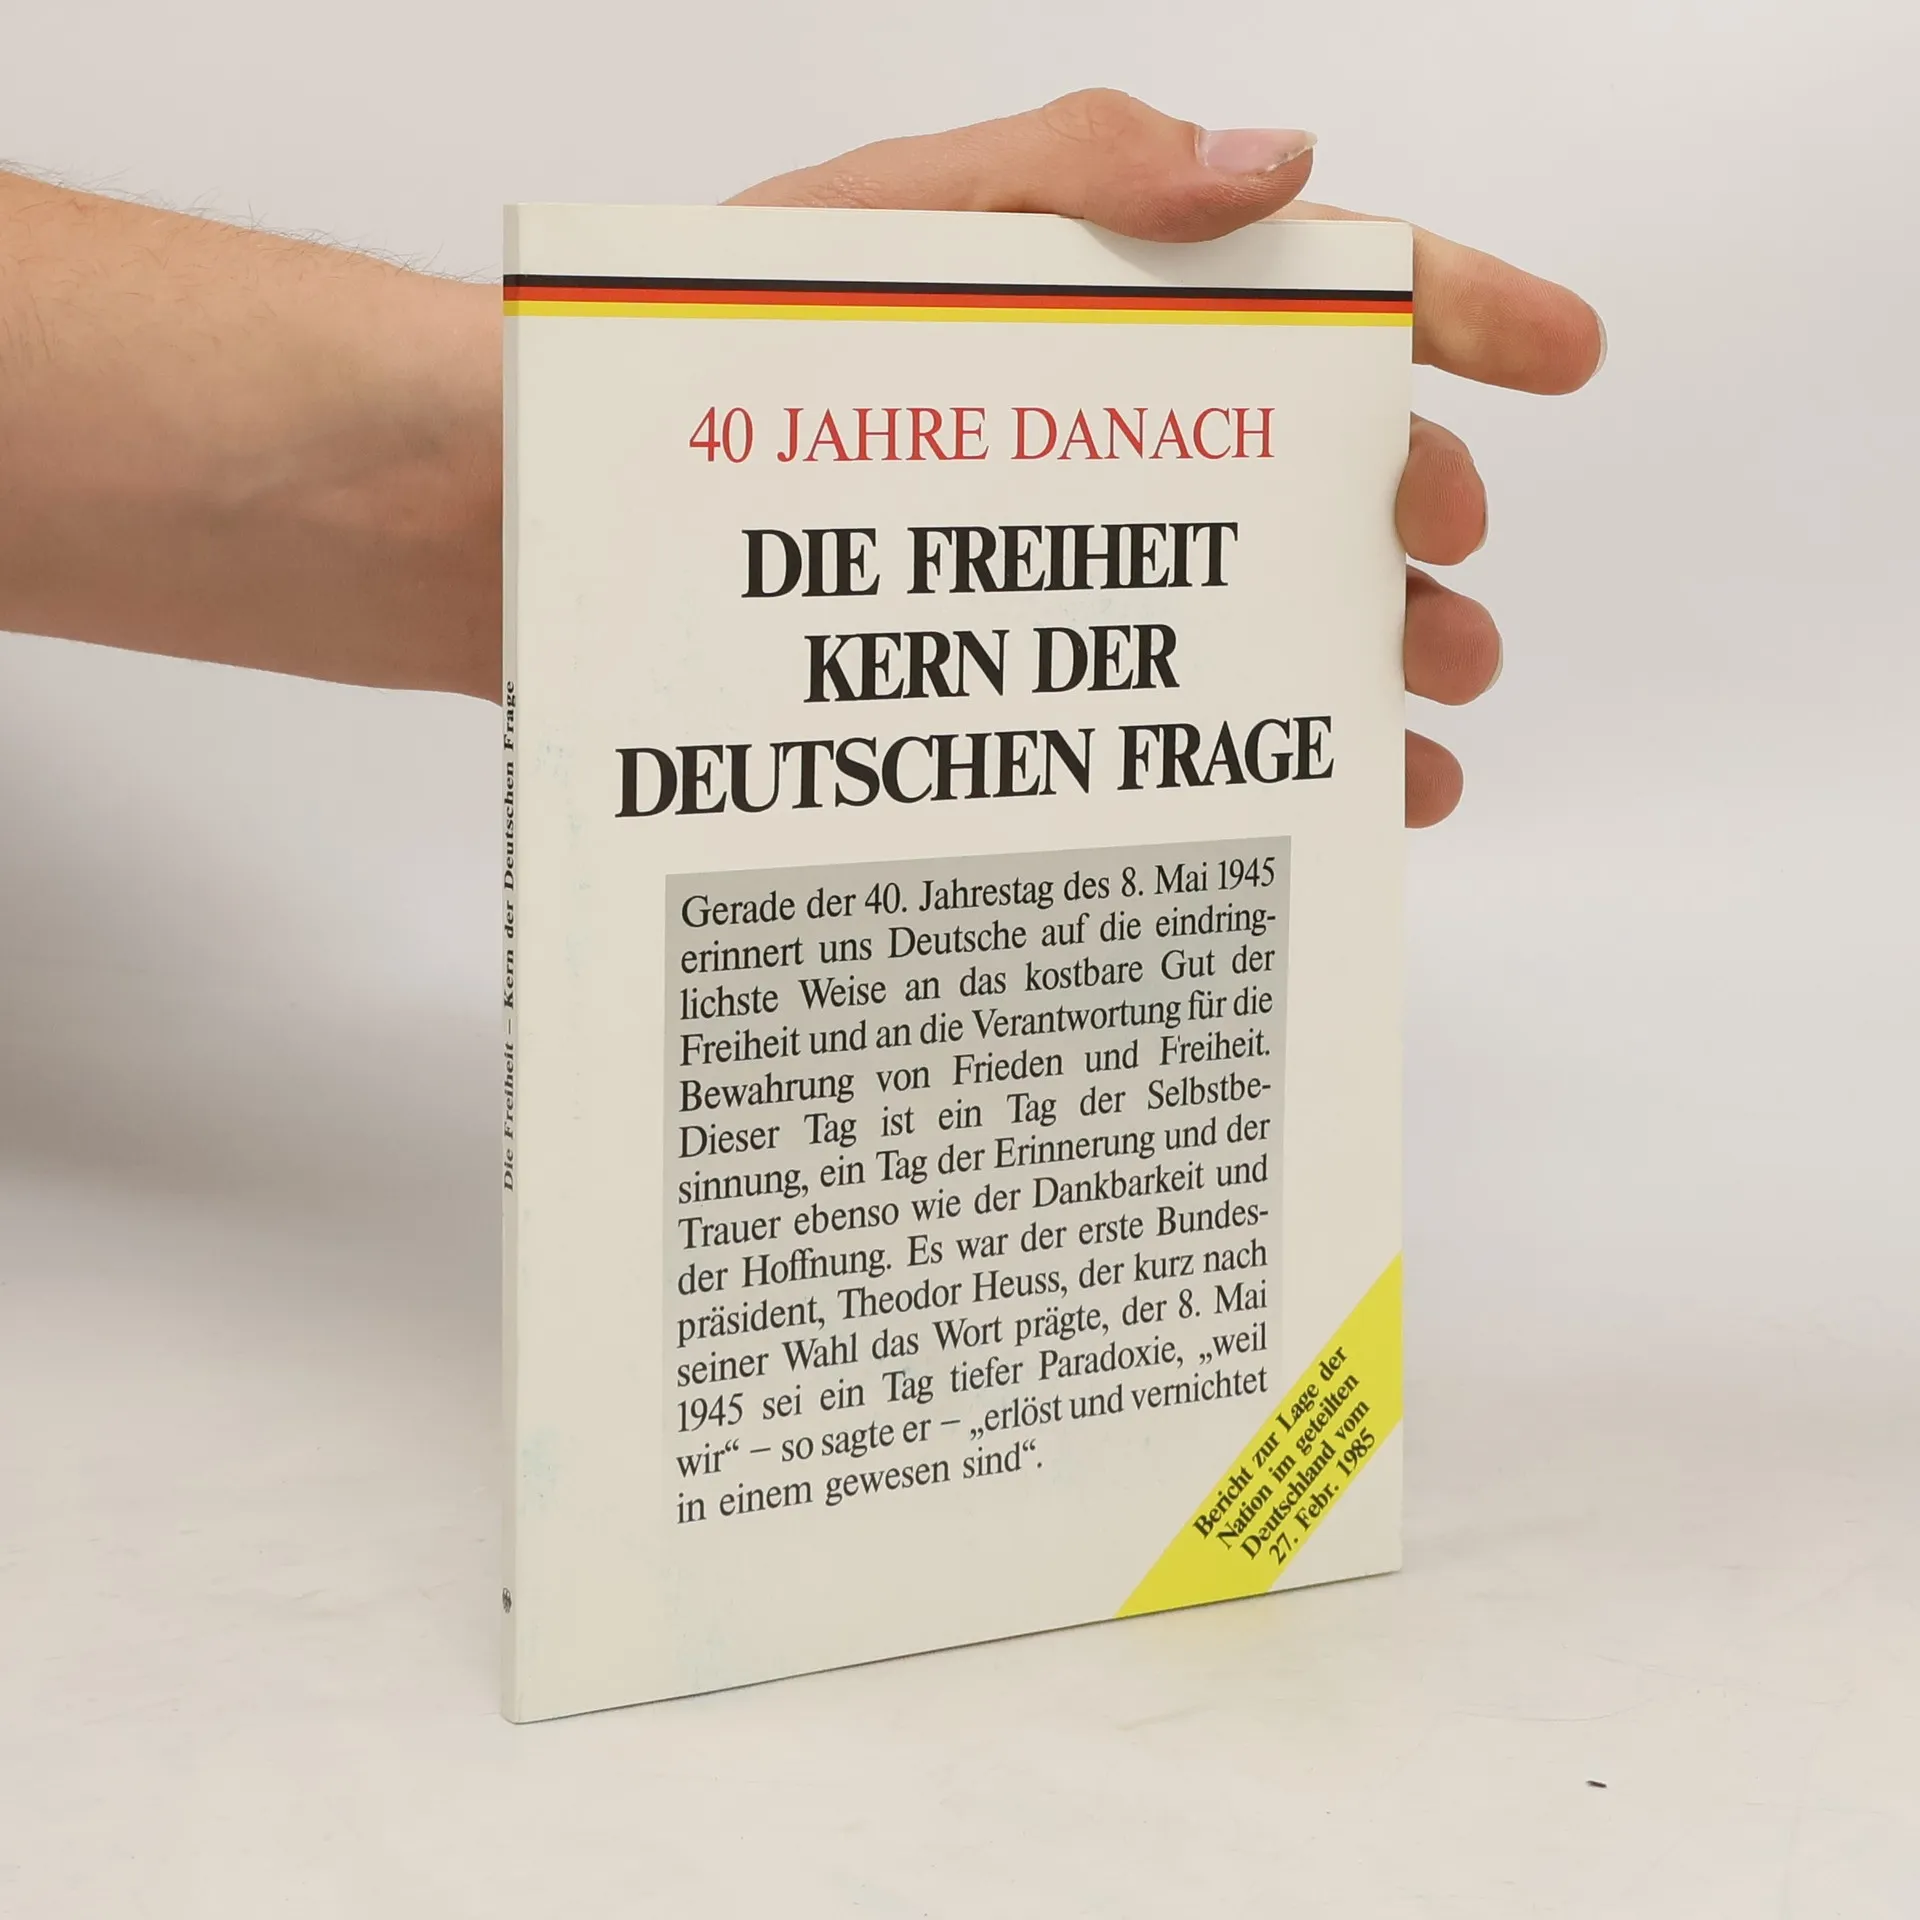 40 JAHRE DANACH
DIE FREIHEIT
KERN DER
DEUTSCHEN FRAGE
Gerade der 40. Jahrestag des 8. Mai 1945
erinnert uns Deutsche auf die eindring-
lichste Weise an das kostbare Gut der
Freiheit und an die Verantwortung für die
Bewahrung von Frieden und Freiheit.
Dieser Tag ist ein Tag der Selbstbe-
sinnung, ein Tag der Erinnerung und der
Trauer ebenso wie der Dankbarkeit und
der Hoffnung. Es war der erste Bundes-
präsident, Theodor Heuss, der kurz nach
seiner Wahl das Wort prägte, der 8. Mai
1945 sei ein Tag tiefer Paradoxie, „weil
wir“ – so sagte er – „erlöst und vernichtet
in einem gewesen sind“.
Bericht zur Lage der
Nation im geteilten
Deutschland vom
27. Febr. 1985
Die Freiheit – Kern der Deutschen Frage